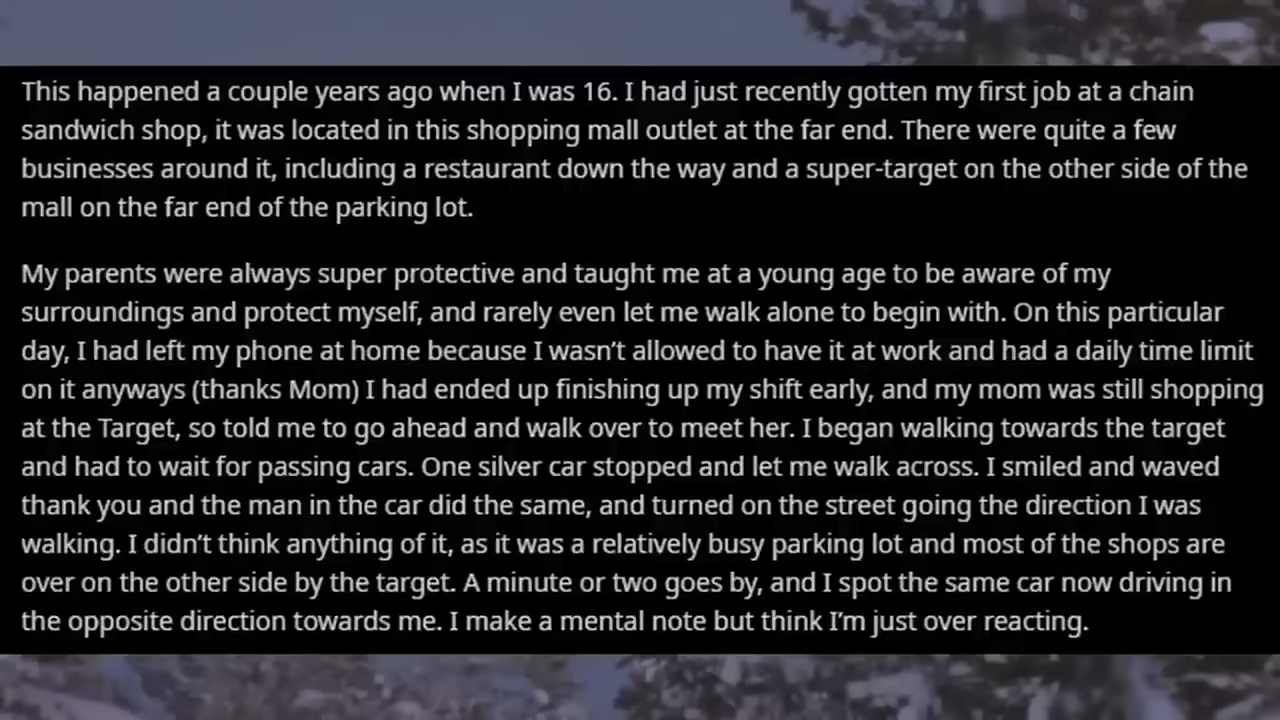 This happened a couple years ago when I was 16. I had just recently gotten my first job at a chain
sandwich shop, it was located in this shopping mall outlet at the far end. There were quite a few
businesses around it, including a restaurant down the way and a super-target on the other side of the
mall on the far end of the parking lot.
My parents were always super protective and taught me at a young age to be aware of my
surroundings and protect myself, and rarely even let me walk alone to begin with. On this particular
day, I had left my phone at home because I wasn’t allowed to have it at work and had a daily time limit
on it anyways (thanks Mom) I had ended up finishing up my shift early, and my mom was still shopping
at the Target, so told me to go ahead and walk over to meet her. I began walking towards the target
and had to wait for passing cars. One silver car stopped and let me walk across. I smiled and waved
thank you and the man in the car did the same, and turned on the street going the direction I was
walking. I didn’t think anything of it, as it was a relatively busy parking lot and most of the shops are
over on the other side by the target. A minute or two goes by, and I spot the same car now driving in
the opposite direction towards me. I make a mental note but think I’m just over reacting.